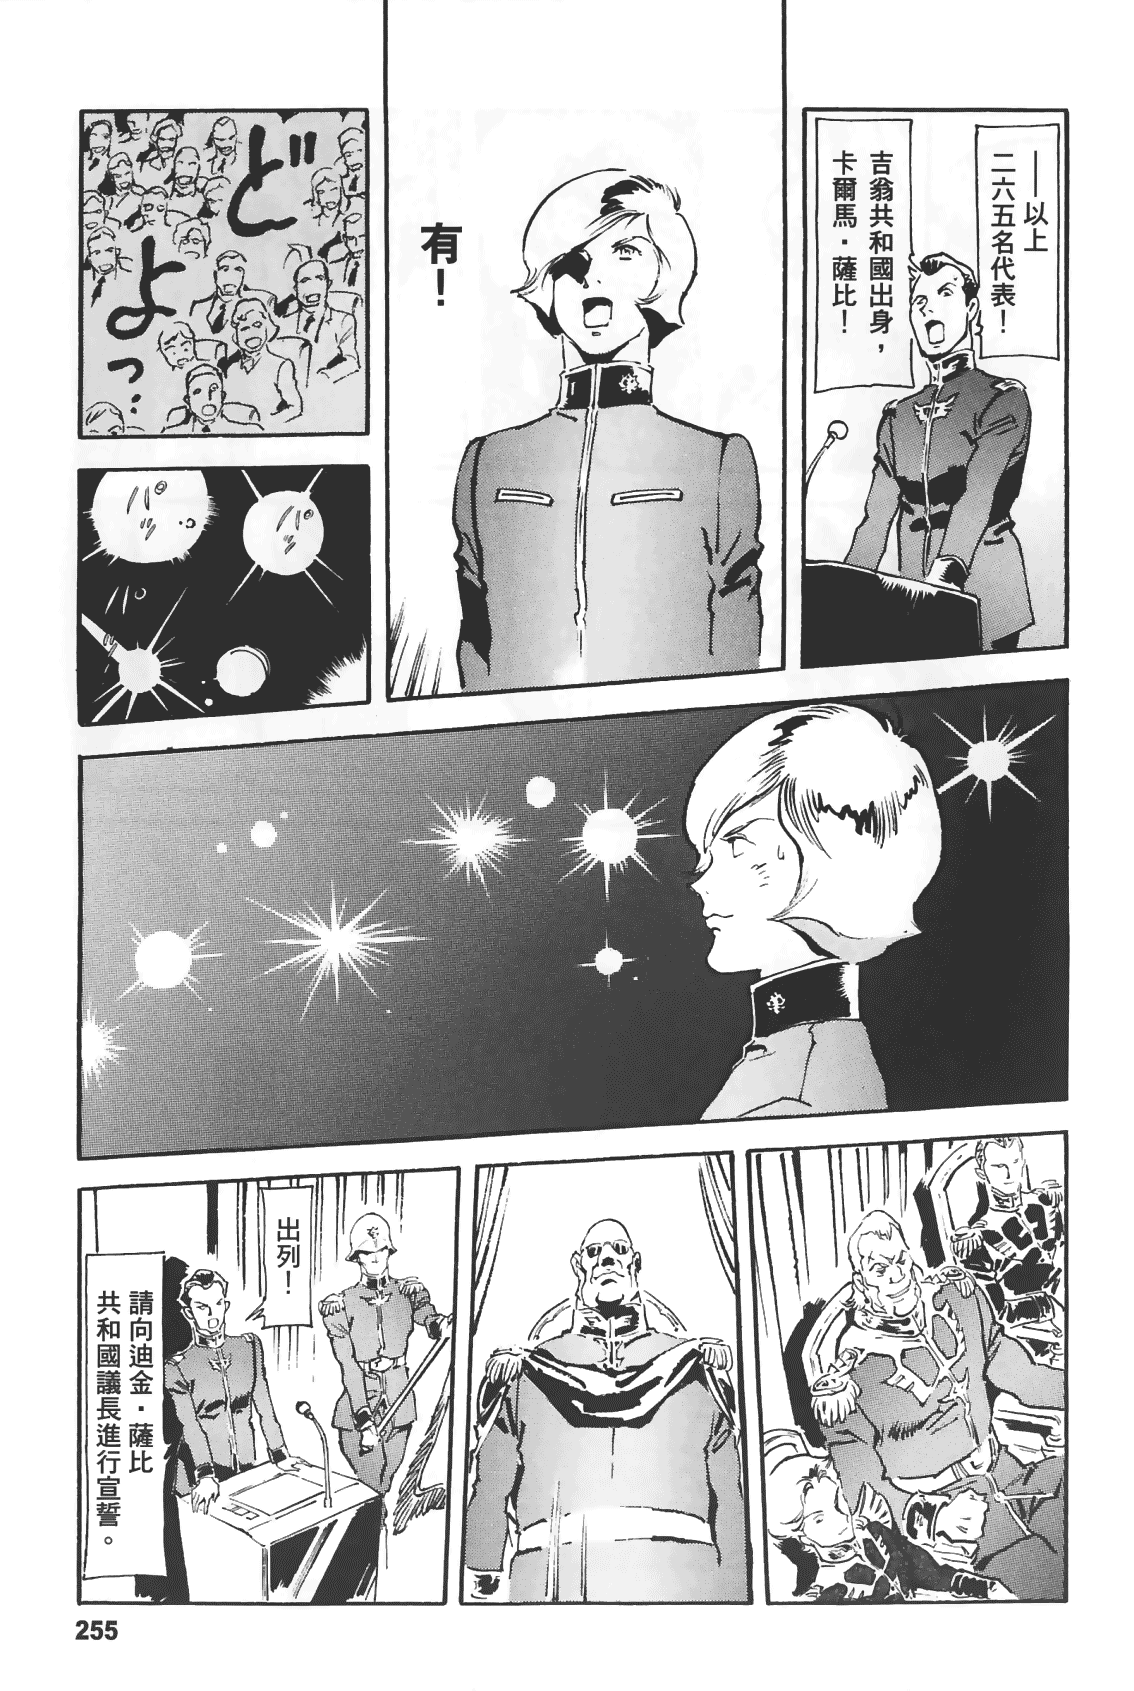 ——以上
二六五名代表！
吉翁共和國出身，
卡爾馬·薩比！
有！
どよっ…
パパッ
パッ
出列！
請向迪金·薩比
共和國議長進行宣誓。
255